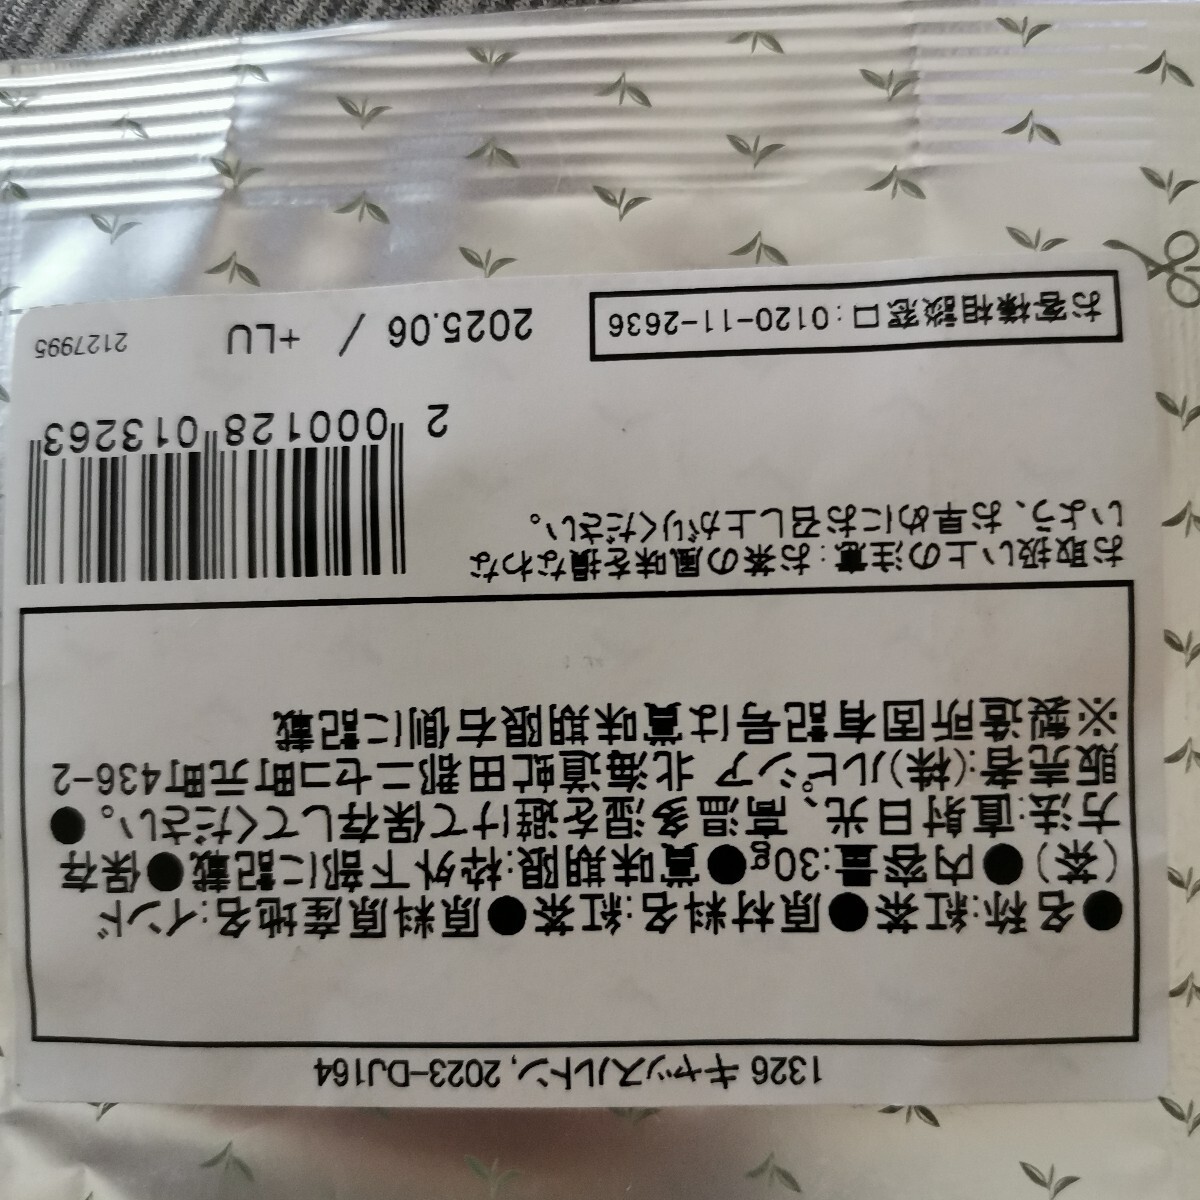 1326 キャッスルトン, 2023-DJ164
●名称:紅茶●原材料名:紅茶●原料原産地名:インド
(茶)●内容量:30g●賞味期限:枠外下部に記載●保存
方法:直射日光、高温多湿を避けて保存してください。●
販売者:(株)ルピシア 北海道虻田郡ニセコ町元町436-2
※製造所固有記号は賞味期限右側に記載
お取扱い上の注意:お茶の風味を損なわな
いよう、お早めにお召し上がりください。
2 000128 013263
お客様相談窓口:0120-11-2636
2025.06 / +LU
2127995